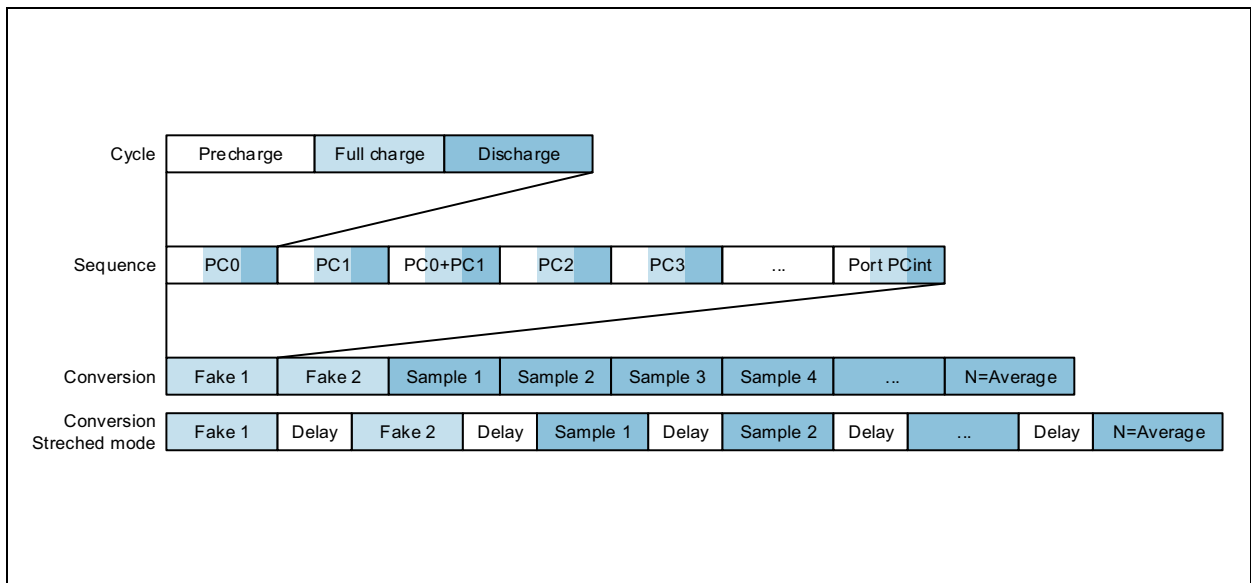 Cycle Precharge Full charge Discharge
Sequence PC0 PC1 PC0+PC1 PC2 PC3 ... Port PCint
Conversion Fake 1 Fake 2 Sample 1 Sample 2 Sample 3 Sample 4 ... N=Average
Conversion
Streched mode Fake 1 Delay Fake 2 Delay Sample 1 Delay Sample 2 Delay ... Delay N=Average